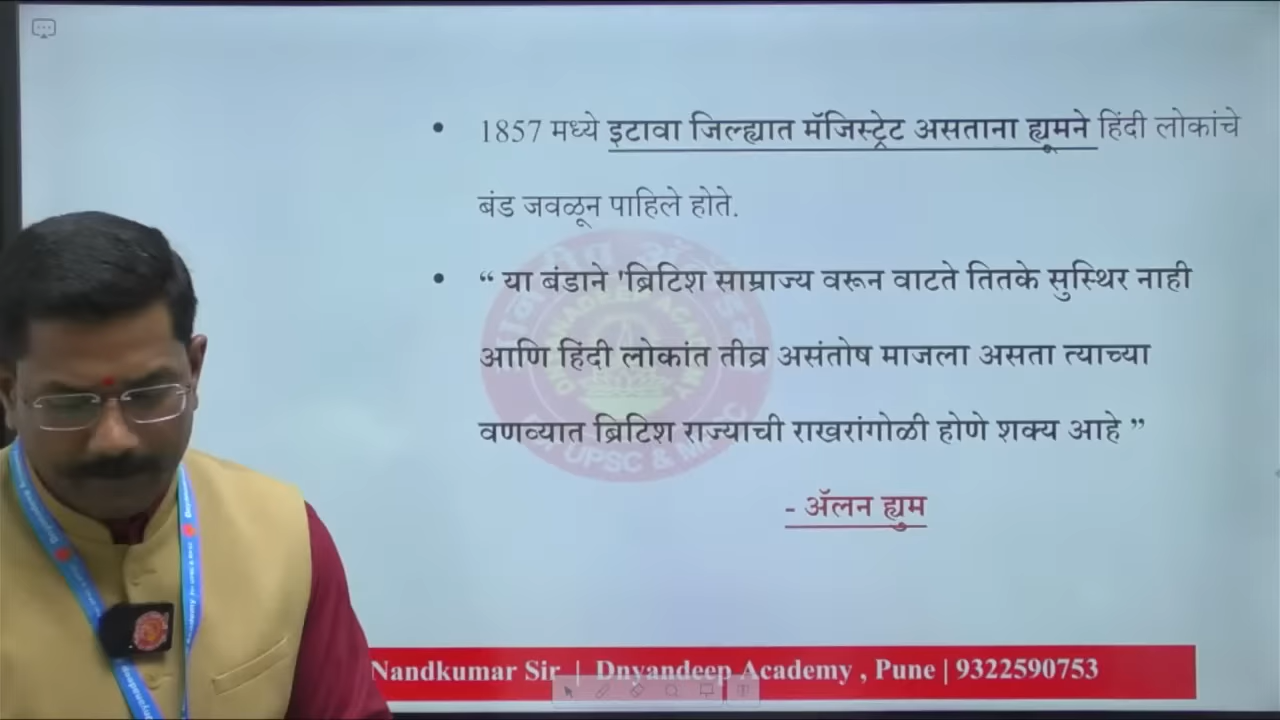 • 1857 मध्ये इटावा जिल्ह्यात मॅजिस्ट्रेट असताना ह्यूमने हिंदी लोकांचे
बंड जवळून पाहिले होते.
• “ या बंडाने 'ब्रिटिश साम्राज्य वरून वाटते तितके सुस्थिर नाही
आणि हिंदी लोकांत तीव्र असंतोष माजला असता त्याच्या
वणव्यात ब्रिटिश राज्याची राखरांगोळी होणे शक्य आहे ”
- ॲलन ह्युम
Nandkumar Sir | Dnyandeep Academy , Pune | 9322590753